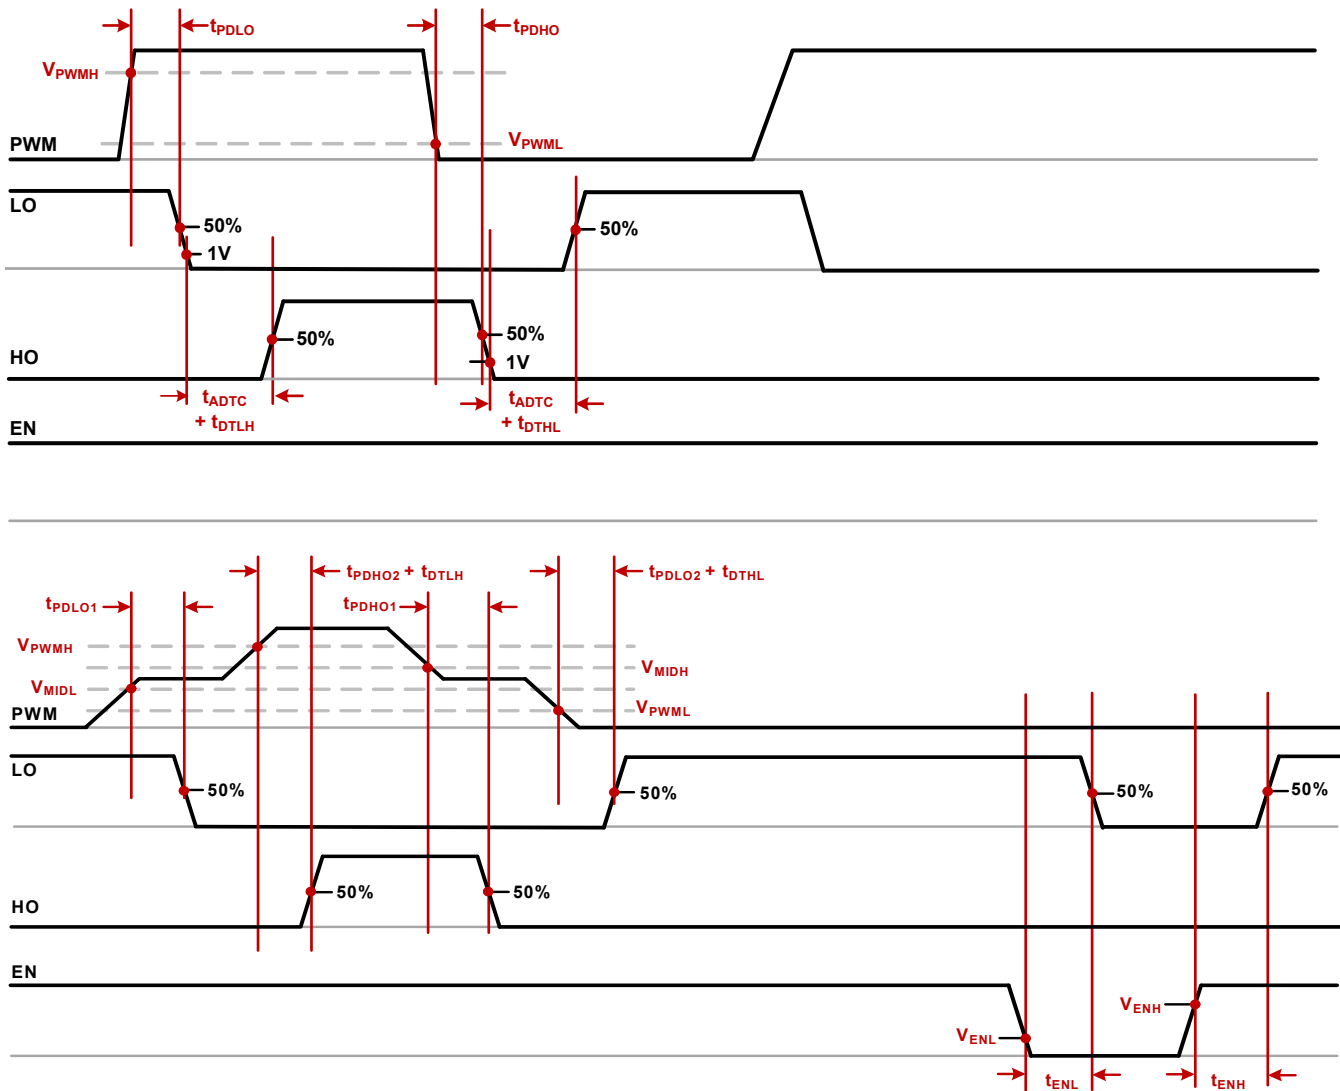 tPDLO
tPDHO
VPWMH
PWM
VPWML
LO
50%
1V
50%
HO
50%
50%
1V
tADTC
+ tDTLH
tADTC
+ tDTHL
EN
tPDHO2 + tDTLH
tPDLO2 + tDTHL
tPDLO1
tPDHO1
VPWMH
VMIDH
VMIDL
VPWML
PWM
LO
50%
50%
50%
50%
HO
50%
50%
EN
VENH
VENL
tENL
tENH